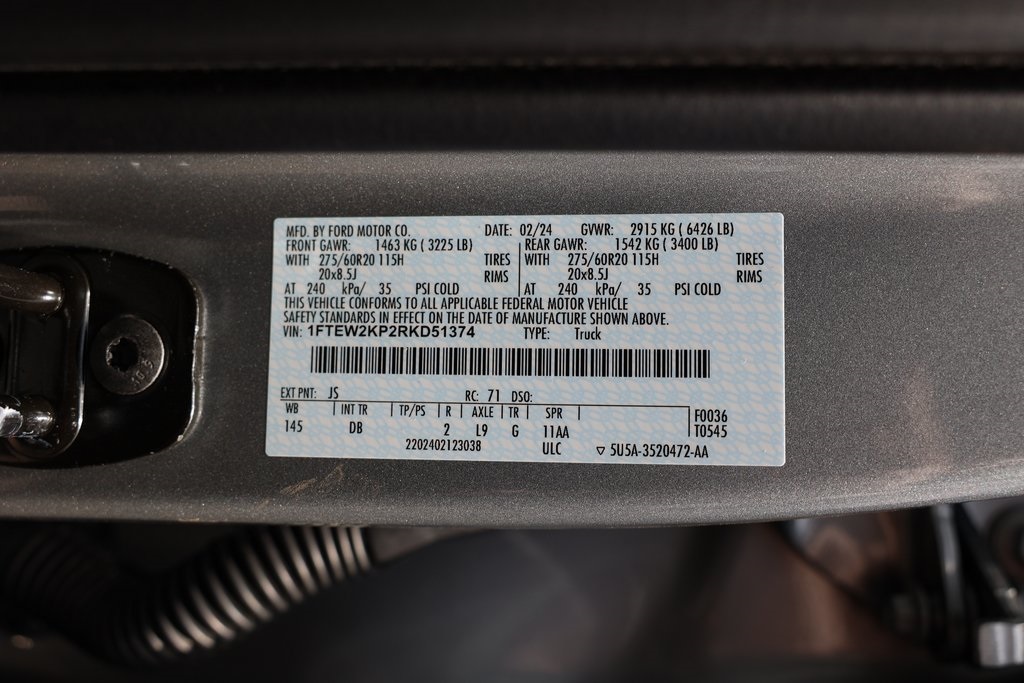 MFD. BY FORD MOTOR CO. DATE: 02/24 GVWR: 2915 KG ( 6426 LB)
FRONT GAWR: 1463 KG ( 3225 LB) REAR GAWR: 1542 KG ( 3400 LB)
WITH 275/60R20 115H TIRES WITH 275/60R20 115H TIRES
20x8.5J RIMS 20x8.5J RIMS
AT 240 kPa/ 35 PSI COLD AT 240 kPa/ 35 PSI COLD
THIS VEHICLE CONFORMS TO ALL APPLICABLE FEDERAL MOTOR VEHICLE
SAFETY STANDARDS IN EFFECT ON THE DATE OF MANUFACTURE SHOWN ABOVE.
VIN: 1FTEW2KP2RKD51374 TYPE: Truck
EXT PNT: JS RC: 71 DSO:
WB INT TR TP/PS R AXLE TR SPR F0036
145 DB 2 L9 G 11AA T0545
2202402123038 ULC ▽ 5U5A-3520472-AA